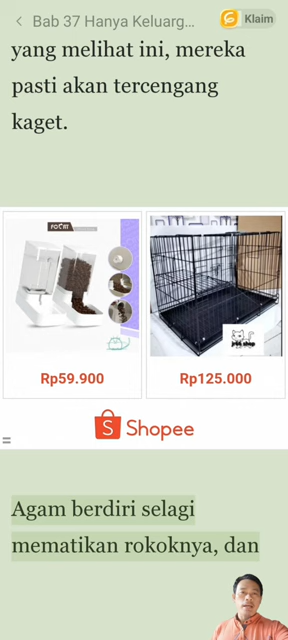 Bab 37 Hanya Keluarg...
Klaim
yang melihat ini, mereka
pasti akan tercengang
kaget.
Rp59.900
Rp125.000
Shopee
Agam berdiri selagi
mematikan rokoknya, dan